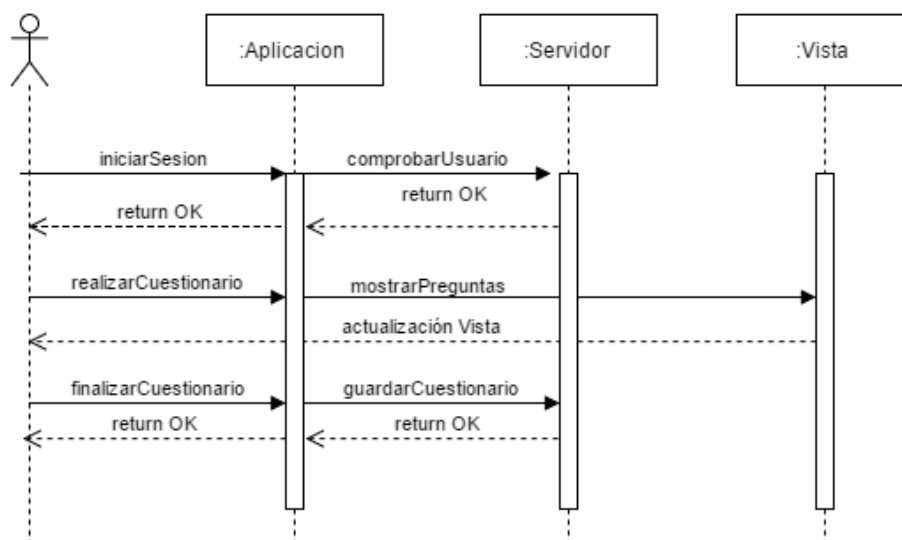 :Aplicacion
:Servidor
:Vista
iniciarSesion
comprobarUsuario
return OK
return OK
realizarCuestionario
mostrarPreguntas
actualización Vista
finalizarCuestionario
guardarCuestionario
return OK
return OK